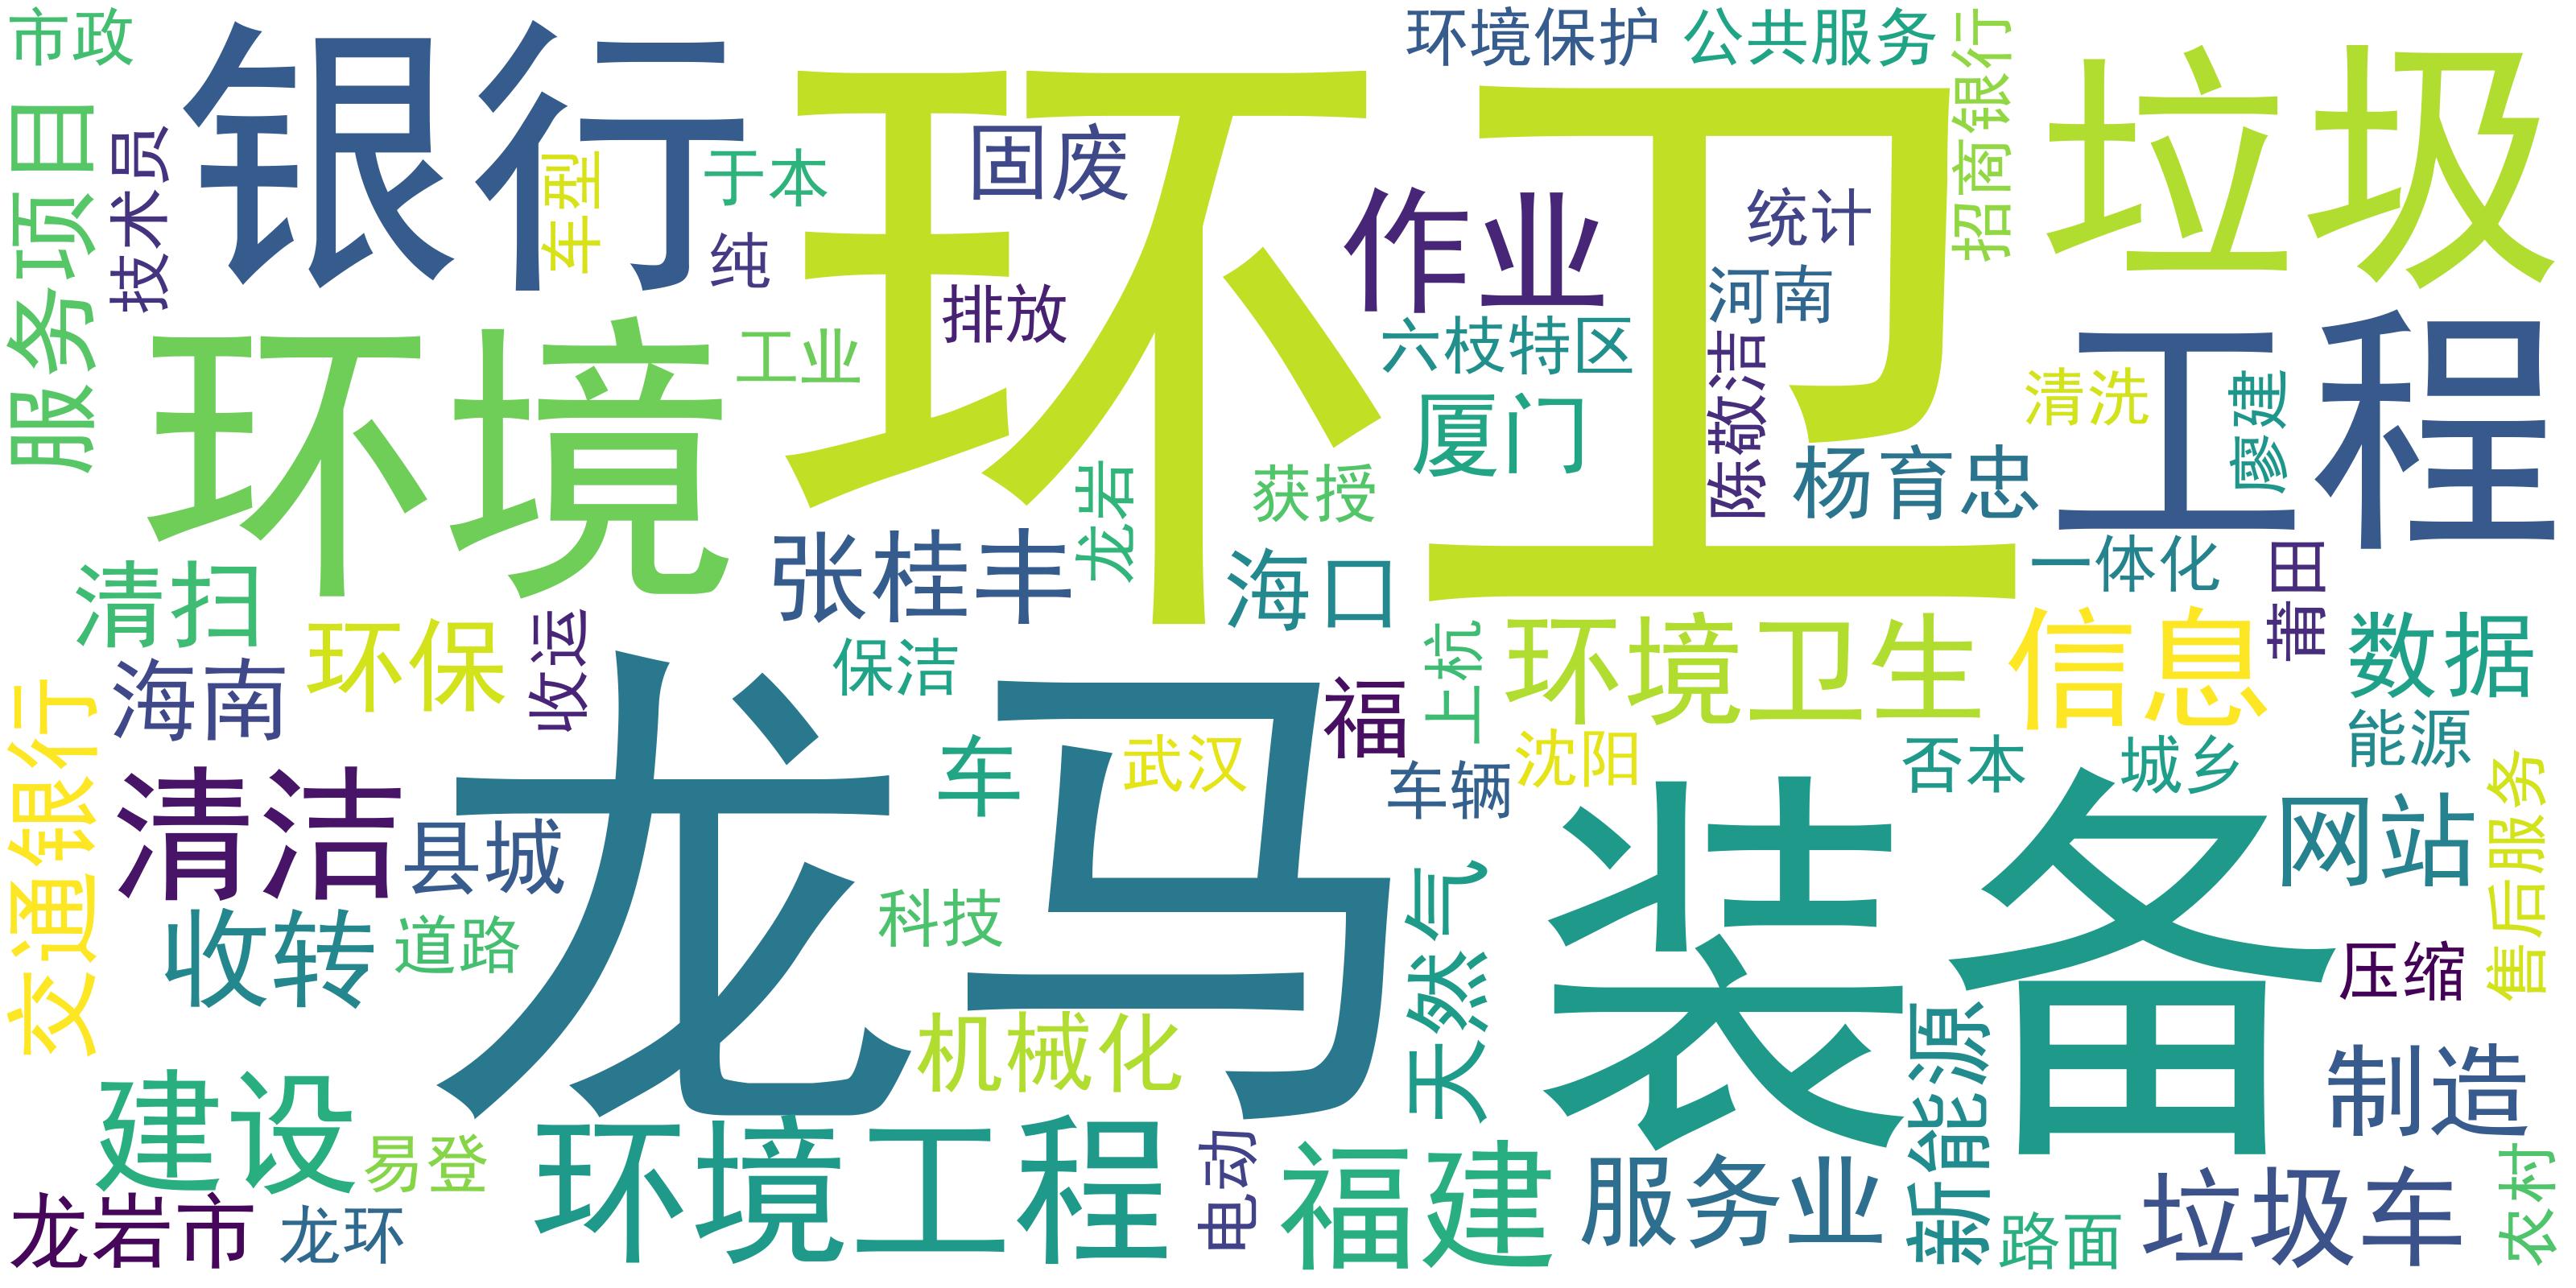 市政
银行
环卫
环境保护
公共服务
招商银行
垃圾
服务项目
技术员
车型
于本
纯
固废
排放
作业
统计
河南
六枝特区
厦门
陈敬洁
杨育忠
工程
清洗
廖建
环境
工业
龙岩
获授
张桂丰
海口
一体化
莆田
清扫
环保
收运
保洁
海南
龙马
福
上杭
环境卫生
信息
数据
能源
交通银行
清洁
县城
车
武汉
车辆
沈阳
否本
城乡
装备
网站
售后服务
收转
道路
科技
天然气
压缩
机械化
新能源
制造
建设
易登
环境工程
电动
福建
服务业
路面
垃圾车
农村
龙岩市
龙环